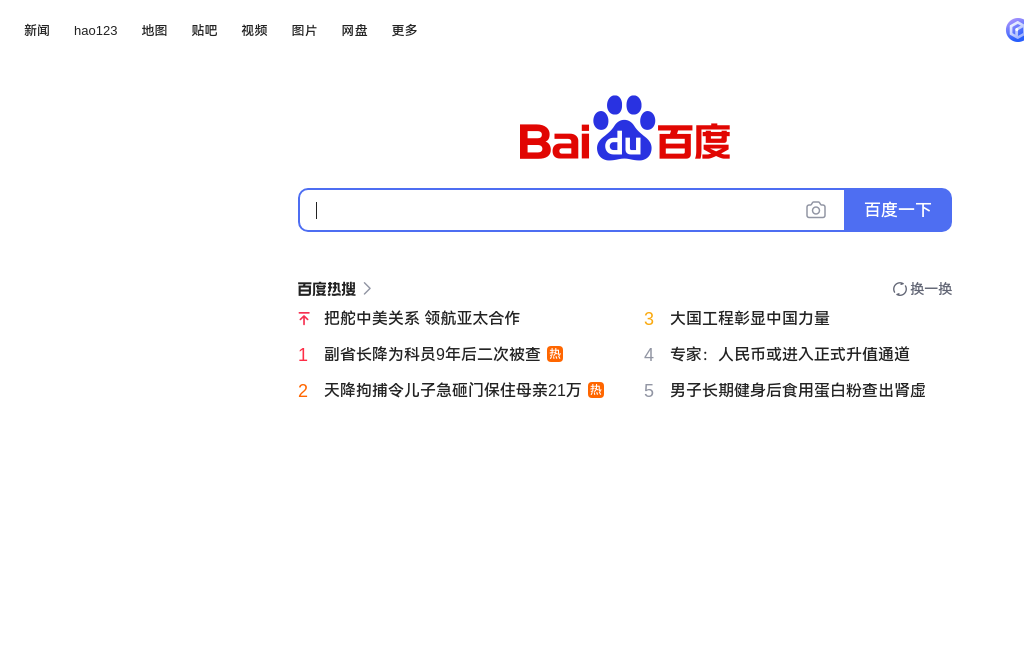 新闻 hao123 地图 贴吧 视频 图片 网盘 更多
Bai du 百度
百度一下
百度热搜 换一换
把舵中美关系 领航亚太合作
1 副省长降为科员9年后二次被查 热
2 天降拘捕令儿子急砸门保住母亲21万 热
3 大国工程彰显中国力量
4 专家：人民币或进入正式升值通道
5 男子长期健身后食用蛋白粉查出肾虚